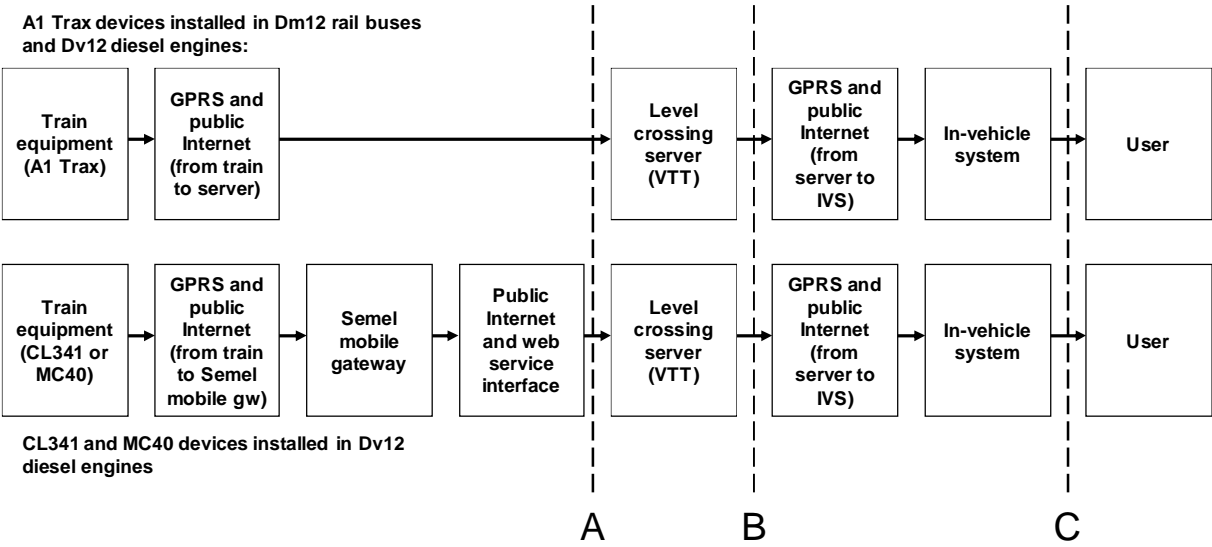 A1 Trax devices installed in Dm12 rail buses
and Dv12 diesel engines:
Train
equipment
(A1 Trax)
GPRS and
public
Internet
(from train
to server)
Level
crossing
server
(VTT)
GPRS and
public
Internet
(from
server to
IVS)
In-vehicle
system
User
Train
equipment
(CL341 or
MC40)
GPRS and
public
Internet
(from train
to Semel
mobile gw)
Semel
mobile
gateway
Public
Internet
and web
service
interface
Level
crossing
server
(VTT)
GPRS and
public
Internet
(from
server to
IVS)
In-vehicle
system
User
CL341 and MC40 devices installed in Dv12
diesel engines
A
B
C